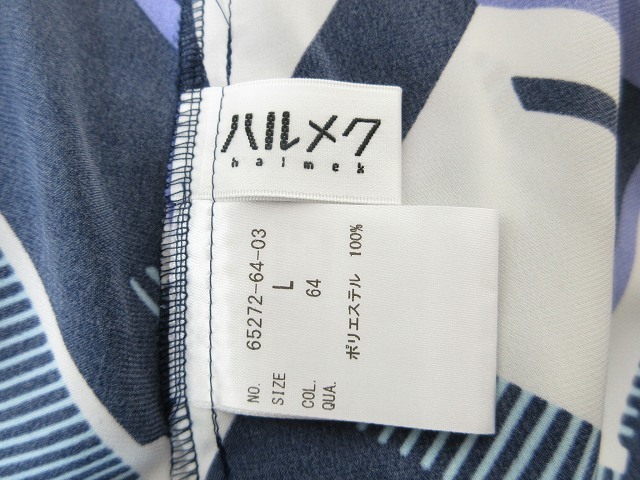 ハルメク
halmek
NO. 65272-64-03
SIZE L
COL. 64
QUA. ポリエステル 100%